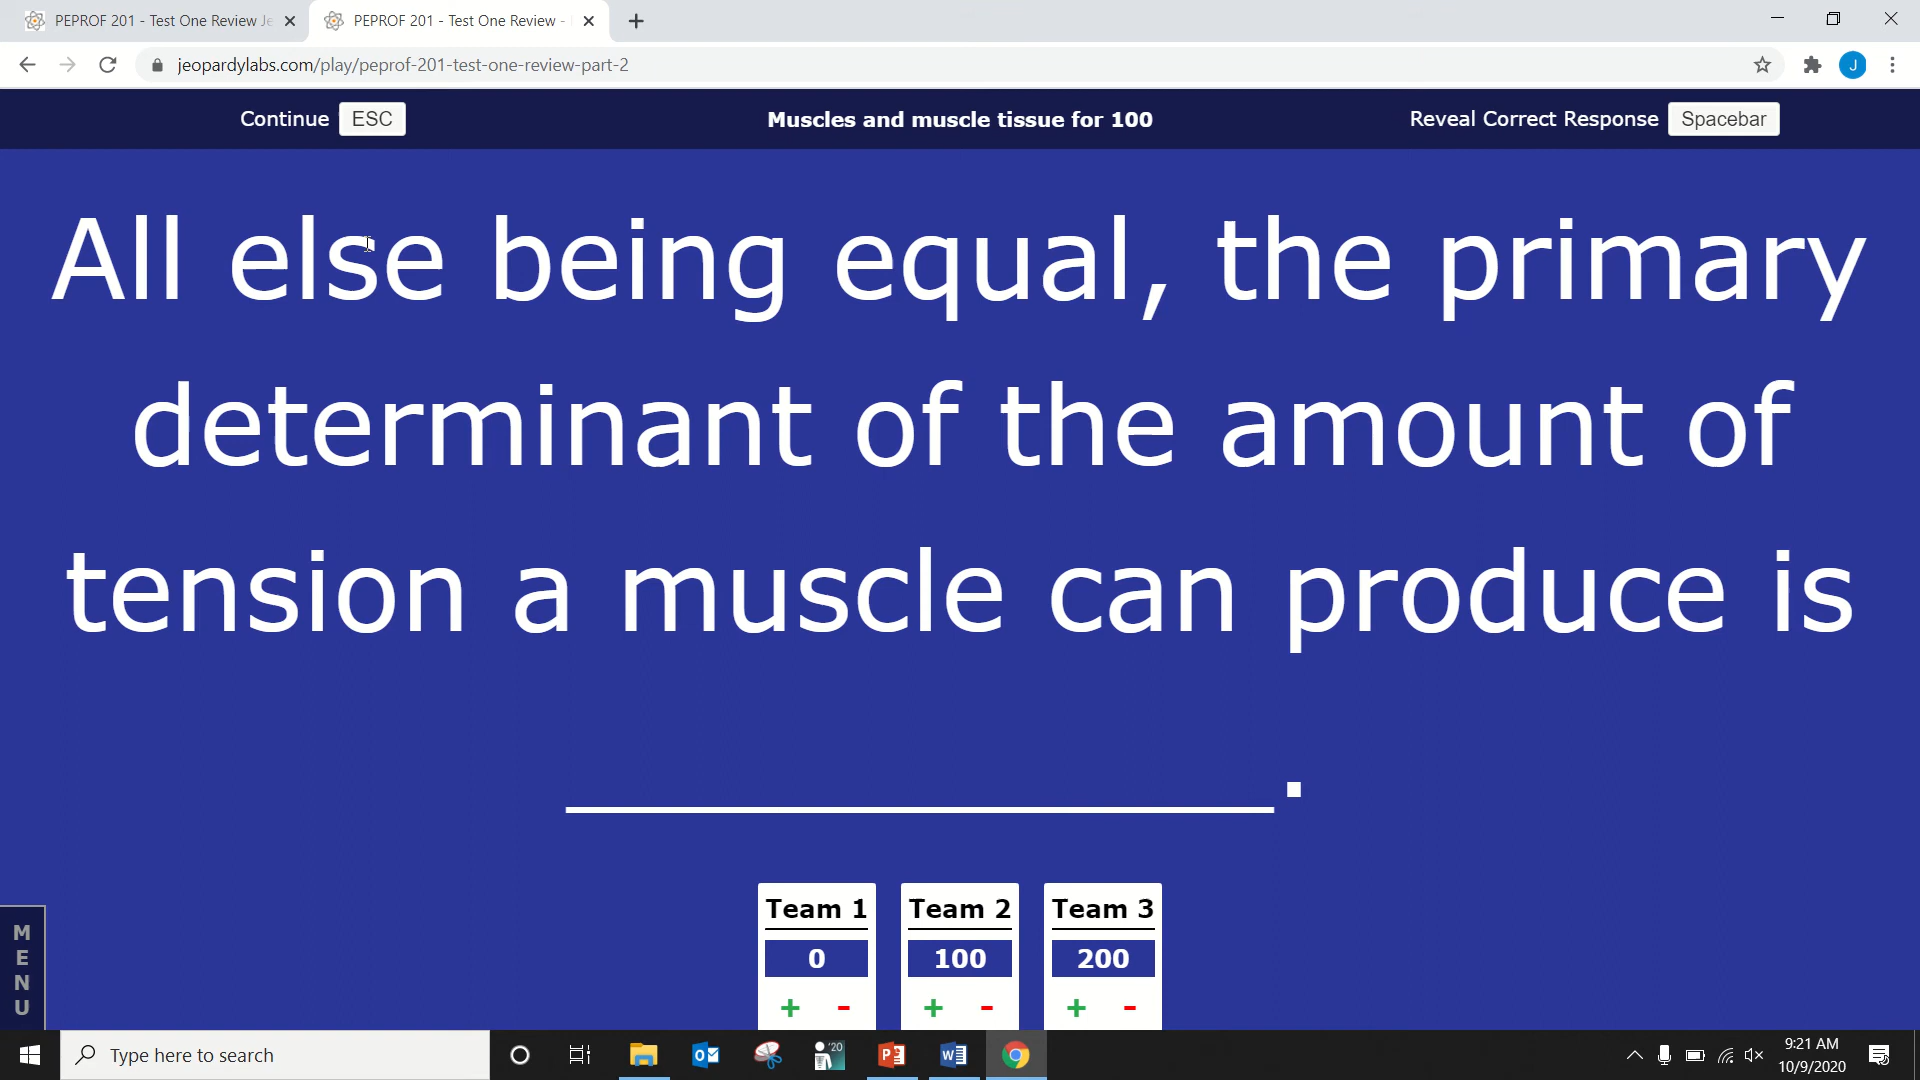 PEPROF 201 - Test One Review Je
PEPROF 201 - Test One Review -
jeopardylabs.com/play/peprof-201-test-one-review-part-2
J
Continue ESC
Muscles and muscle tissue for 100
Reveal Correct Response Spacebar
All else being equal, the primary
determinant of the amount of
tension a muscle can produce is
____________.
MENU
Team 1 Team 2 Team 3
0 100 200
+ - + - + -
Type here to search
'20
9:21 AM
10/9/2020